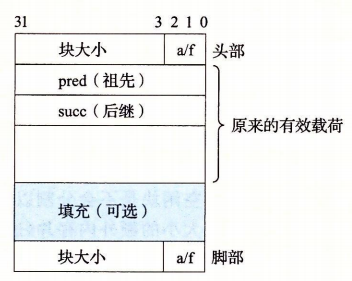 31 3 2 1 0
块大小 a/f 头部
pred（祖先）
succ（后继）
原来的有效载荷
填充（可选）
块大小 a/f 脚部